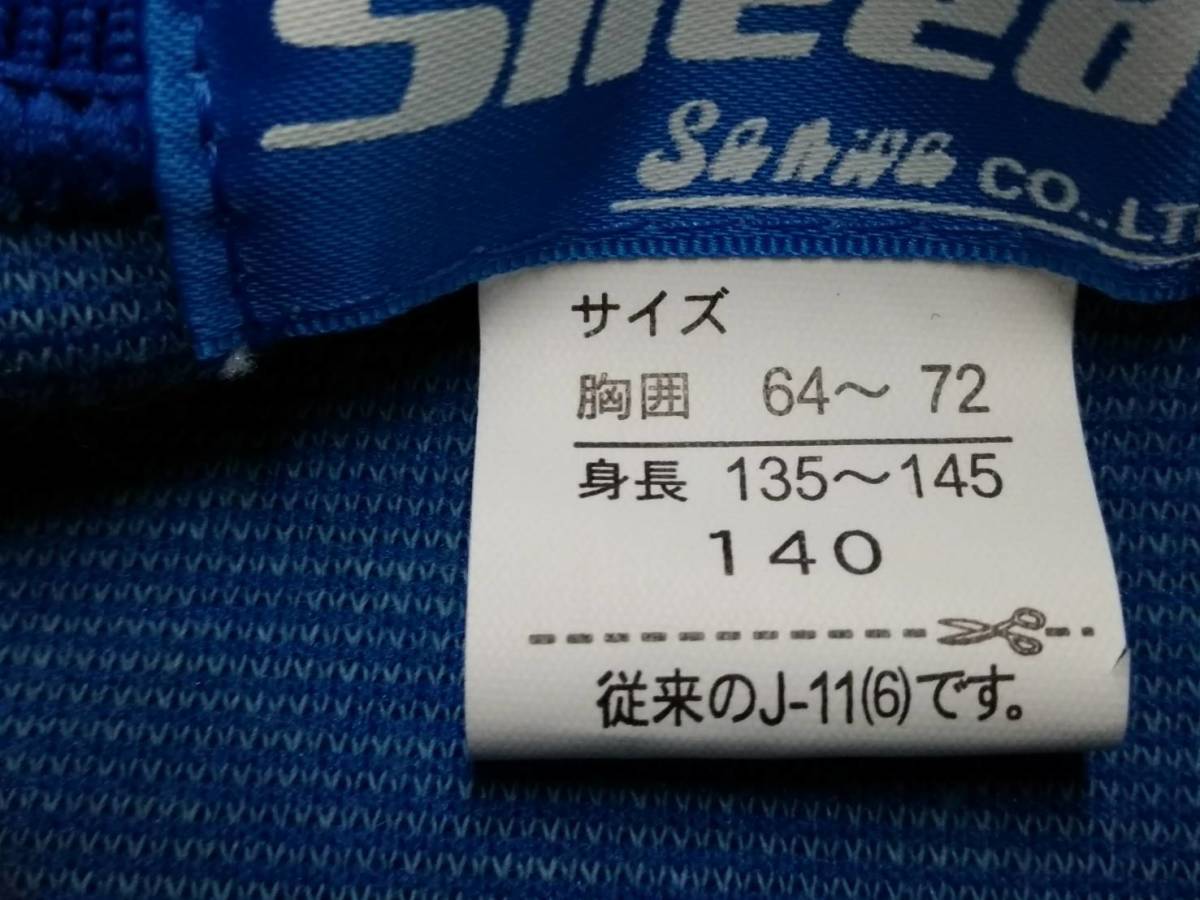 Sanwa CO.,LT
サイズ
胸囲 64〜72
身長 135〜145
140
従来のJ-11(6)です。